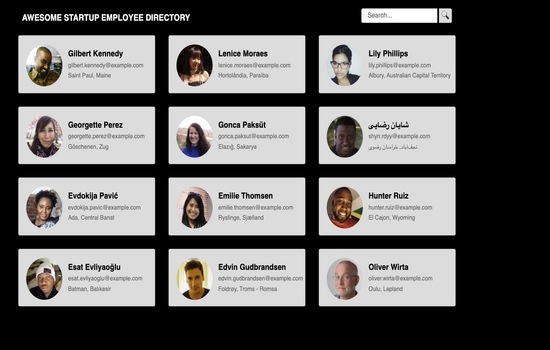 AWESOME STARTUP EMPLOYEE DIRECTORY
Search...
Gilbert Kennedy
gilbert.kennedy@example.com
Saint Paul, Maine
Lenice Moraes
lenice.moraes@example.com
Hortolândia, Paraíba
Lily Phillips
lily.phillips@example.com
Albury, Australian Capital Territory
Georgette Perez
georgette.perez@example.com
Göschenen, Zug
Gonca Paksüt
gonca.paksut@example.com
Elazığ, Sakarya
شایان رضایی
shyn.rdyy@example.com
نجف‌آباد, خراسان رضوی
Evdokija Pavić
evdokija.pavic@example.com
Ada, Central Banat
Emilie Thomsen
emilie.thomsen@example.com
Ryslinge, Sjælland
Hunter Ruiz
hunter.ruiz@example.com
El Cajon, Wyoming
Esat Evliyaoğlu
esat.evliyaoglu@example.com
Batman, Balıkesir
Edvin Gudbrandsen
edvin.gudbrandsen@example.com
Foldrøy, Troms - Romsa
Oliver Wirta
oliver.wirta@example.com
Oulu, Lapland